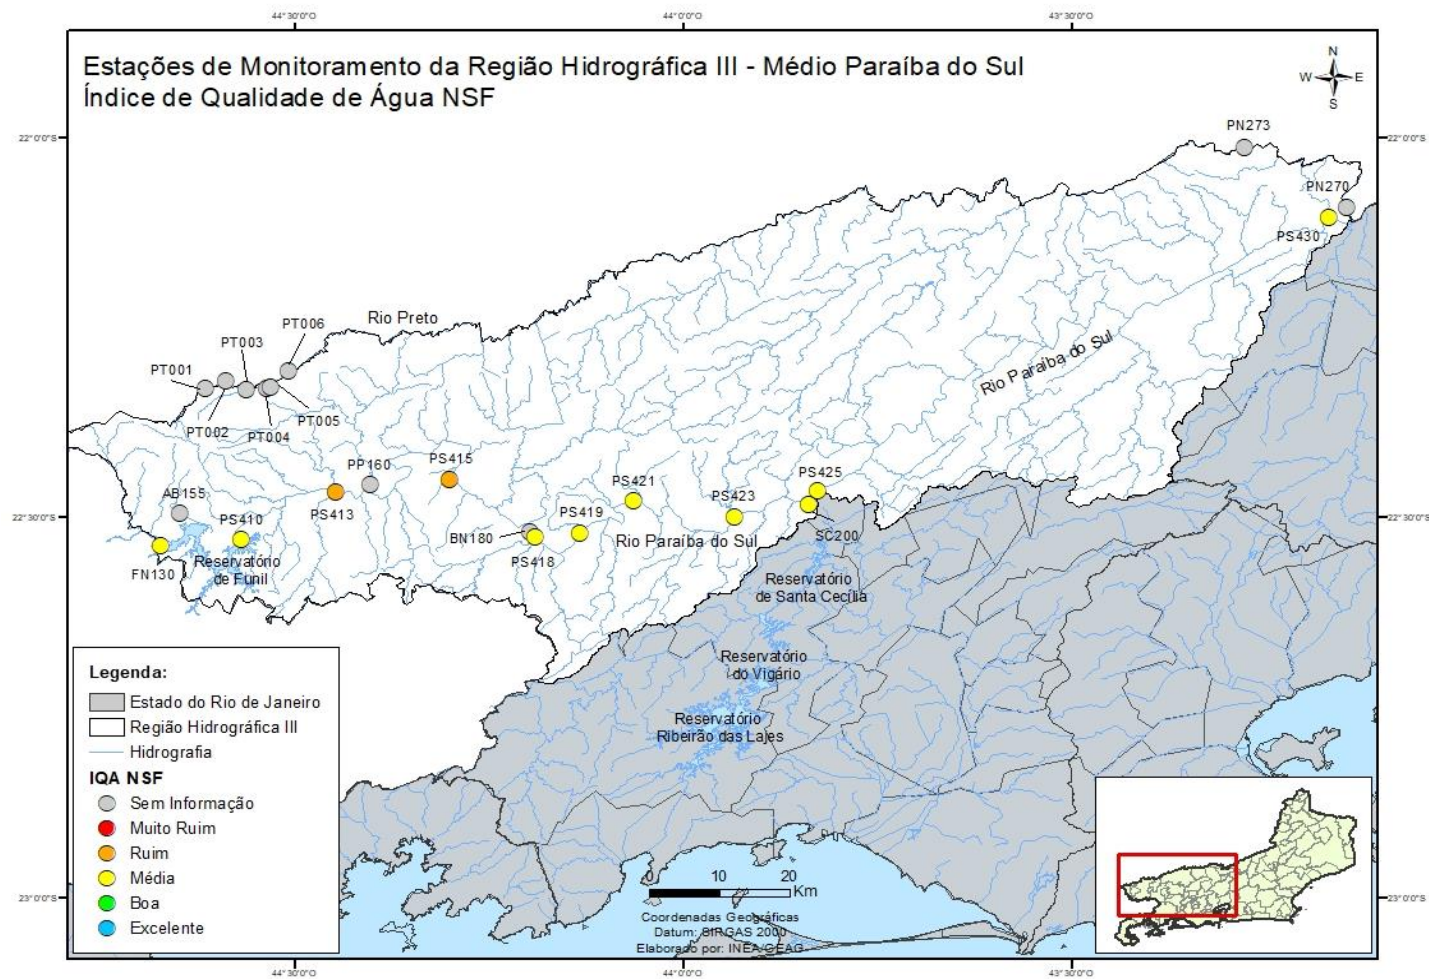 44°30'0"O
44°0'0"O
43°30'0"O
Estações de Monitoramento da Região Hidrográfica III - Médio Paraíba do Sul
Índice de Qualidade de Água NSF
N
W
E
S
22°0'0"S
22°0'0"S
PN273
PN270
PS430
Rio Preto
PT006
PT003
PT001
PT002
PT004
PT005
Rio Paraíba do Sul
PP160
PS415
PS413
AB155
PS410
FN130
Reservatório
de Funil
PS421
PS425
PS423
PS419
BN180
PS418
Rio Paraíba do Sul
SC200
22°30'0"S
22°30'0"S
Reservatório
de Santa Cecília
Reservatório
do Vigário
Reservatório
Ribeirão das Lajes
Legenda:
Estado do Rio de Janeiro
Região Hidrográfica III
Hidrografia
IQA NSF
Sem Informação
Muito Ruim
Ruim
Média
Boa
Excelente
0 10 20
Km
Coordenadas Geográficas
Datum: SIRGAS 2000
Elaborado por: INEA/GEAG
23°0'0"S
23°0'0"S
44°30'0"O
44°0'0"O
43°30'0"O